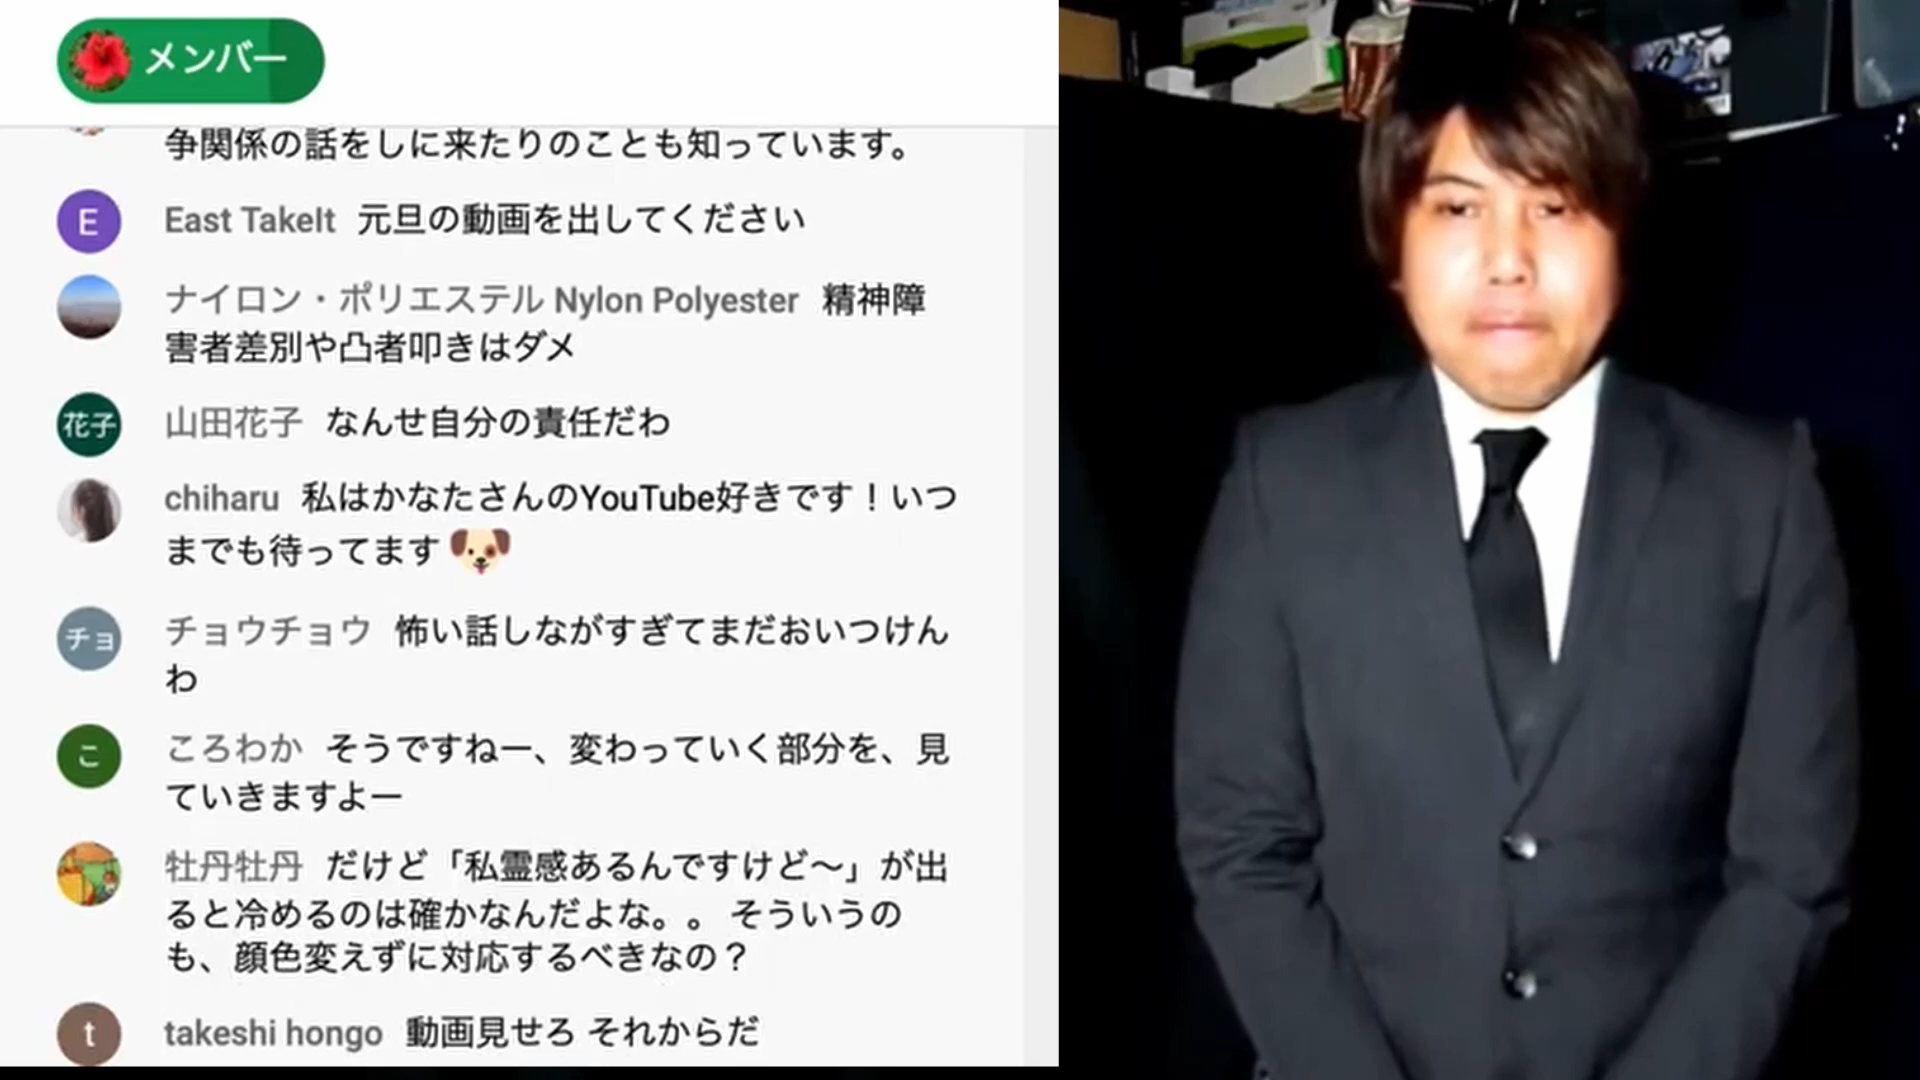 メンバー
争関係の話をしに来たりのことも知っています。
E East TakeIt 元旦の動画を出してください
ナイロン・ポリエステル Nylon Polyester 精神障
害者差別や凸者叩きはダメ
花子 山田花子 なんせ自分の責任だわ
chiharu 私はかなたさんのYouTube好きです！いつ
までも待ってます
チョ チョウチョウ 怖い話しながすぎてまだおいつけん
わ
こ ころわか そうですねー、変わっていく部分を、見
ていきますよー
牡丹牡丹 だけど「私霊感あるんですけど〜」が出
ると冷めるのは確かなんだよな。。 そういうの
も、顔色変えずに対応するべきなの？
t takeshi hongo 動画見せろ それからだ